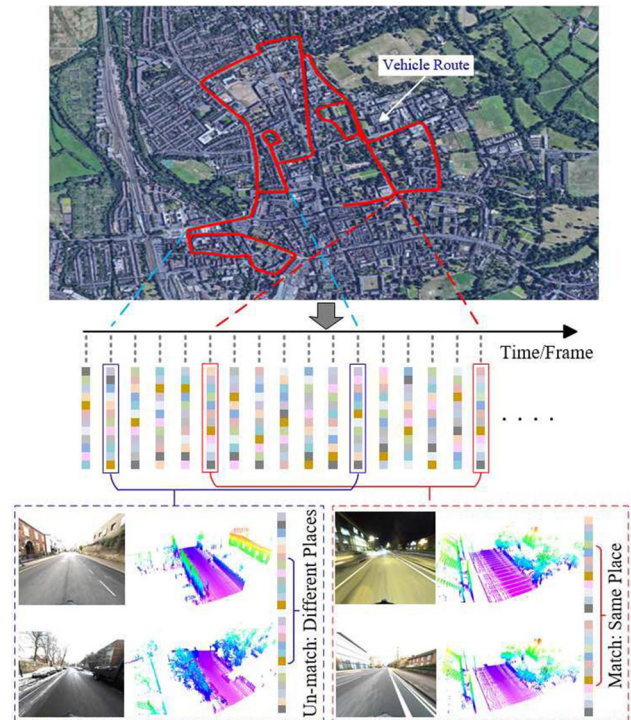 Vehicle Route
Time/Frame
. . . .
Un-match: Different Places
Match: Same Place